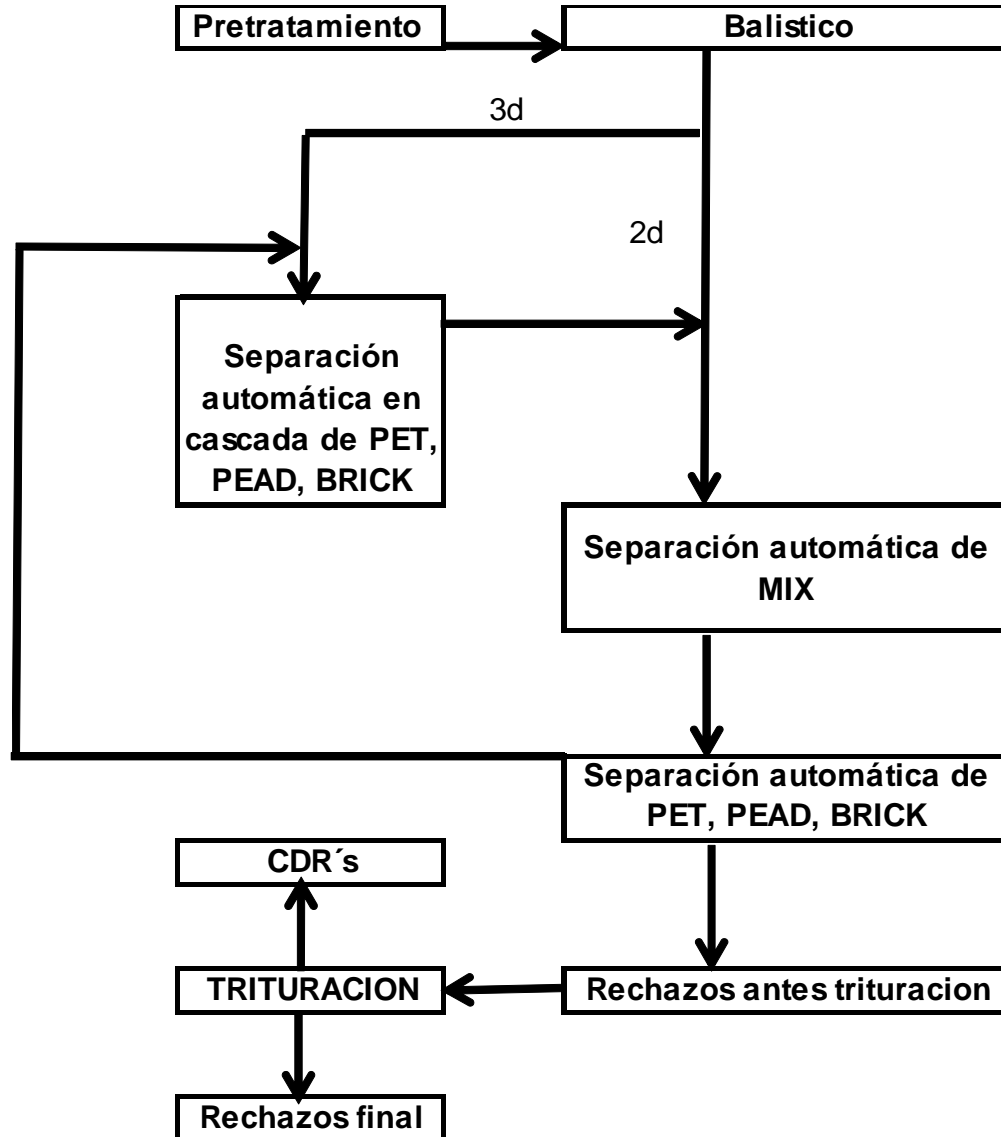 Pretratamiento
Balistico
3d
2d
Separación
automática en
cascada de PET,
PEAD, BRICK
Separación automática de
MIX
Separación automática de
PET, PEAD, BRICK
CDR´s
TRITURACION
Rechazos antes trituracion
Rechazos final